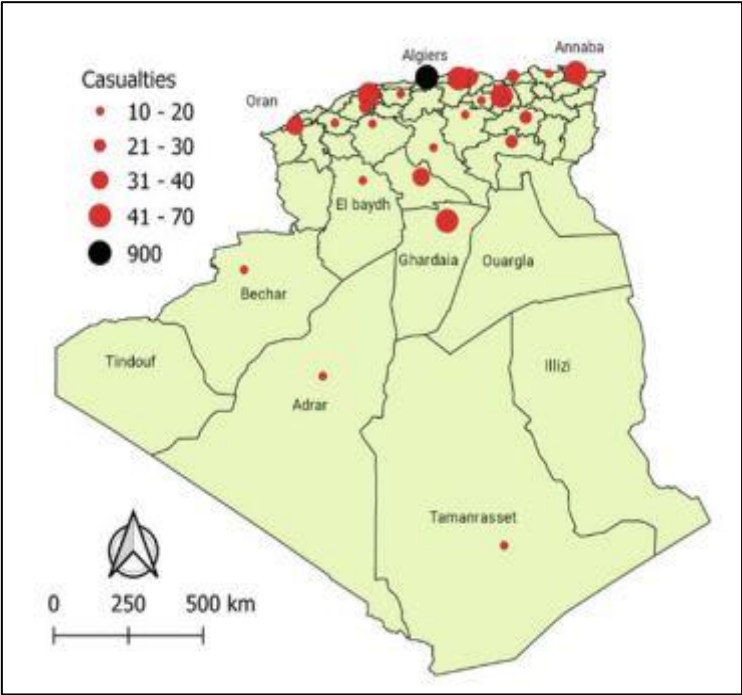 Algiers
Annaba
Casualties
Oran
10 - 20
21 - 30
31 - 40
41 - 70
900
El baydh
Ghardaia
Ouargla
Bechar
Tindouf
Illizi
Adrar
Tamanrasset
0 250 500 km